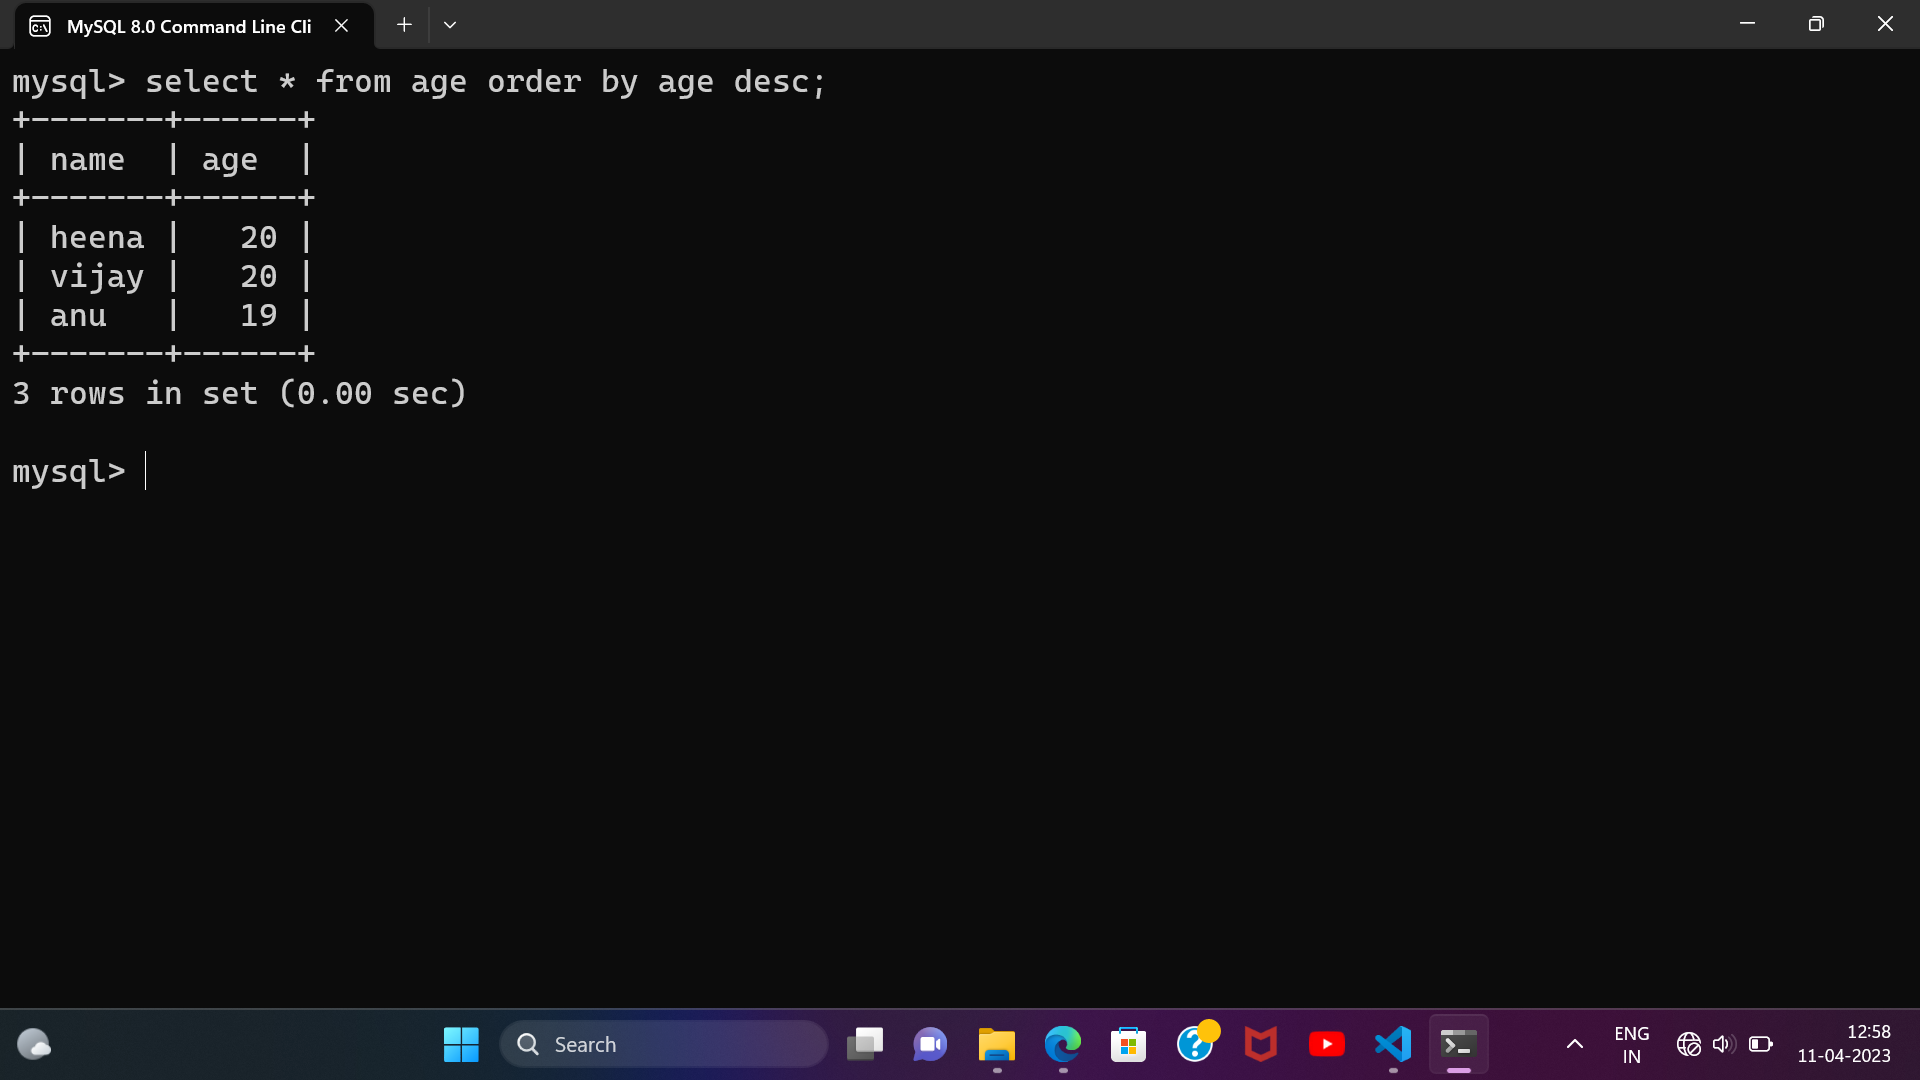 MySQL 8.0 Command Line Cli
mysql> select * from age order by age desc;
+-------+------+
| name  | age  |
+-------+------+
| heena |   20 |
| vijay |   20 |
| anu   |   19 |
+-------+------+
3 rows in set (0.00 sec)
mysql>
Search
ENG
IN
12:58
11-04-2023